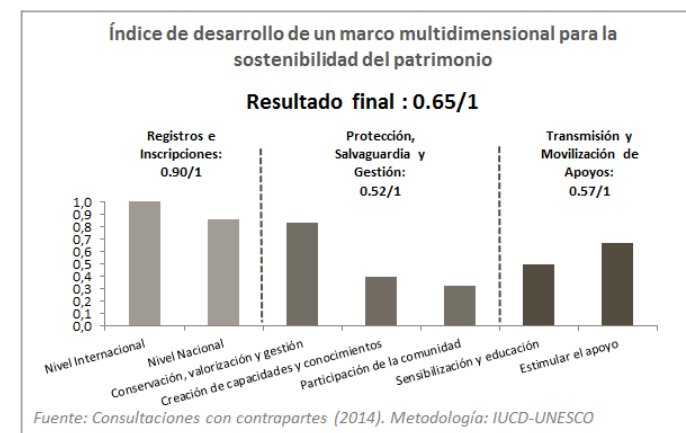 Índice de desarrollo de un marco multidimensional para la
sostenibilidad del patrimonio
Resultado final : 0.65/1
Registros e
Inscripciones:
0.90/1
Protección,
Salvaguardia y
Gestión:
0.52/1
Transmisión y
Movilización de
Apoyos:
0.57/1
1,0
0,9
0,8
0,7
0,6
0,5
0,4
0,3
0,2
0,1
0,0
Nivel Internacional
Nivel Nacional
Conservación, valorización y gestión
Creación de capacidades y conocimientos
Participación de la comunidad
Sensibilización y educación
Estimular el apoyo
Fuente: Consultaciones con contrapartes (2014). Metodología: IUCD-UNESCO